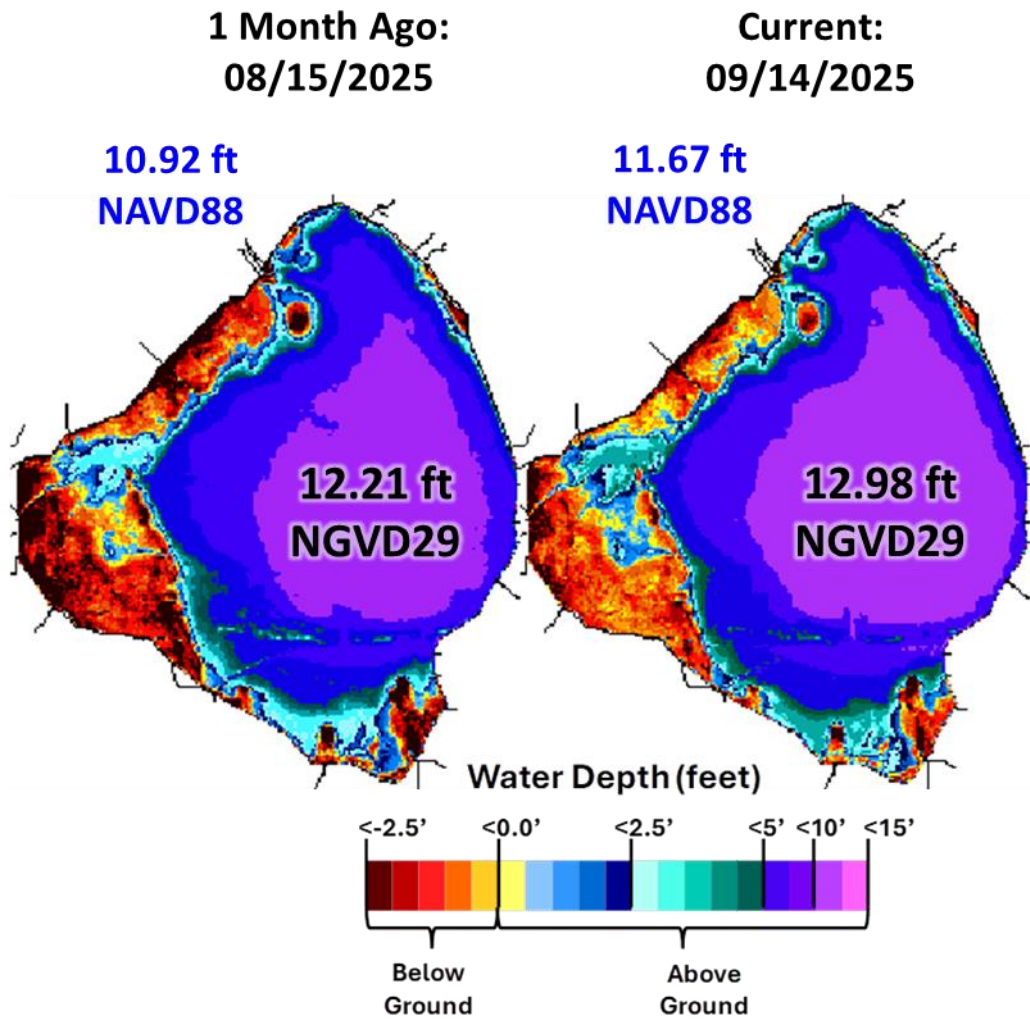 1 Month Ago:
08/15/2025
Current:
09/14/2025
10.92 ft
NAVD88
11.67 ft
NAVD88
12.21 ft
NGVD29
12.98 ft
NGVD29
Water Depth (feet)
<-2.5’
<0.0’
<2.5’
<5’
<10’
<15’
Below
Ground
Above
Ground